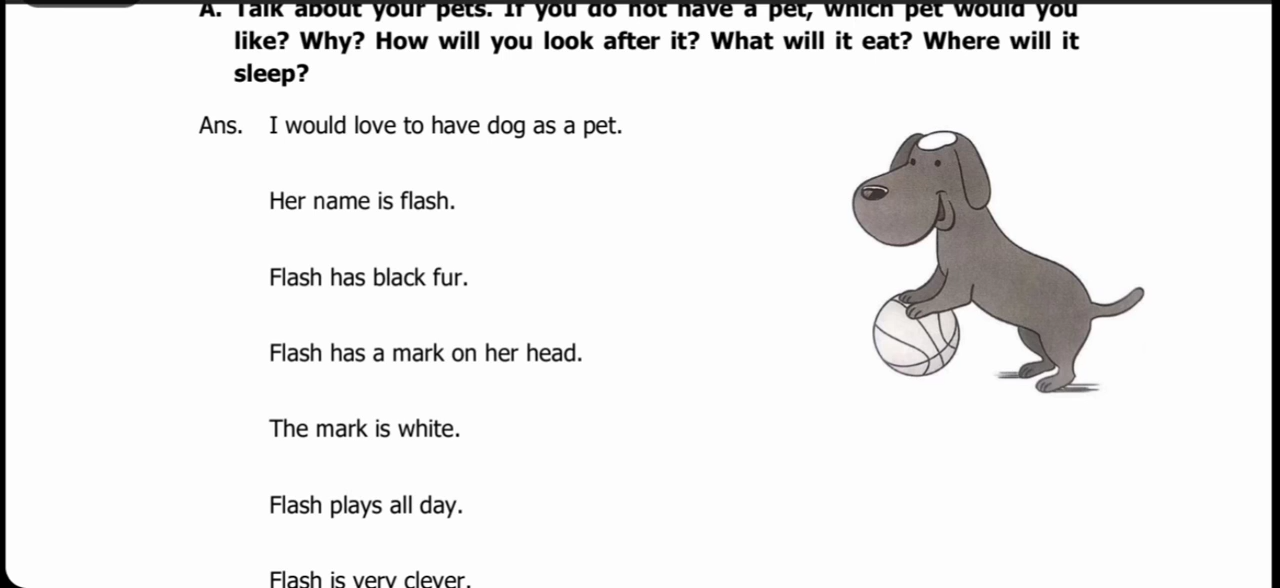 A. Talk about your pets. If you do not have a pet, which pet would you
like? Why? How will you look after it? What will it eat? Where will it
sleep?
Ans. I would love to have dog as a pet.
Her name is flash.
Flash has black fur.
Flash has a mark on her head.
The mark is white.
Flash plays all day.
Flash is very clever.